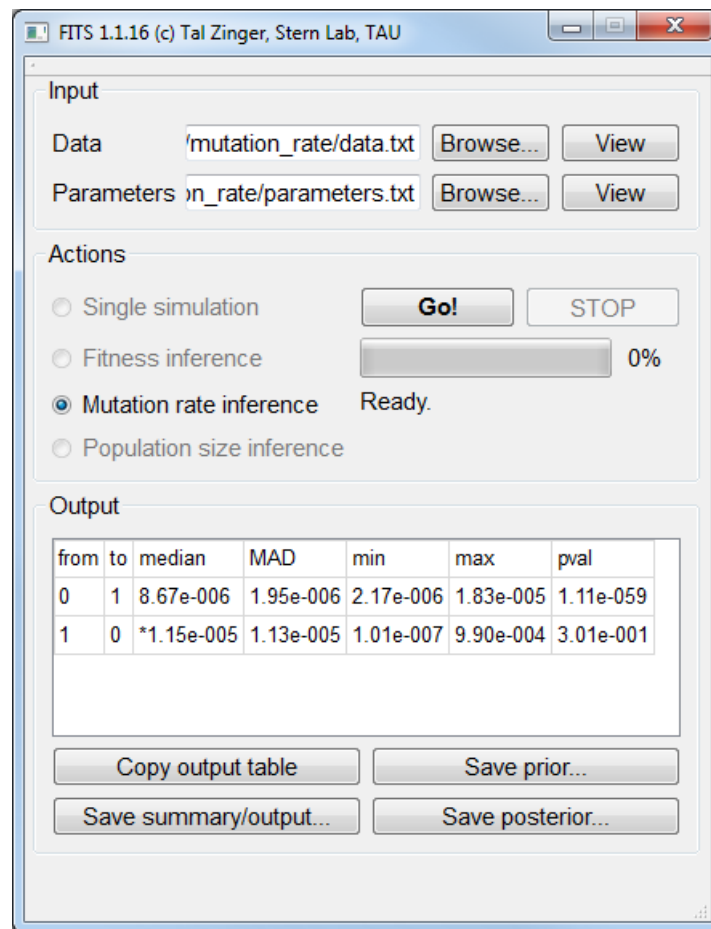 FITS 1.1.16 (c) Tal Zinger, Stern Lab, TAU
Input
Data /mutation_rate/data.txt Browse... View
Parameters on_rate/parameters.txt Browse... View
Actions
Single simulation Go! STOP
Fitness inference 0%
Mutation rate inference Ready.
Population size inference
Output
from to median MAD min max pval
0 1 8.67e-006 1.95e-006 2.17e-006 1.83e-005 1.11e-059
1 0 *1.15e-005 1.13e-005 1.01e-007 9.90e-004 3.01e-001
Copy output table Save prior...
Save summary/output... Save posterior...